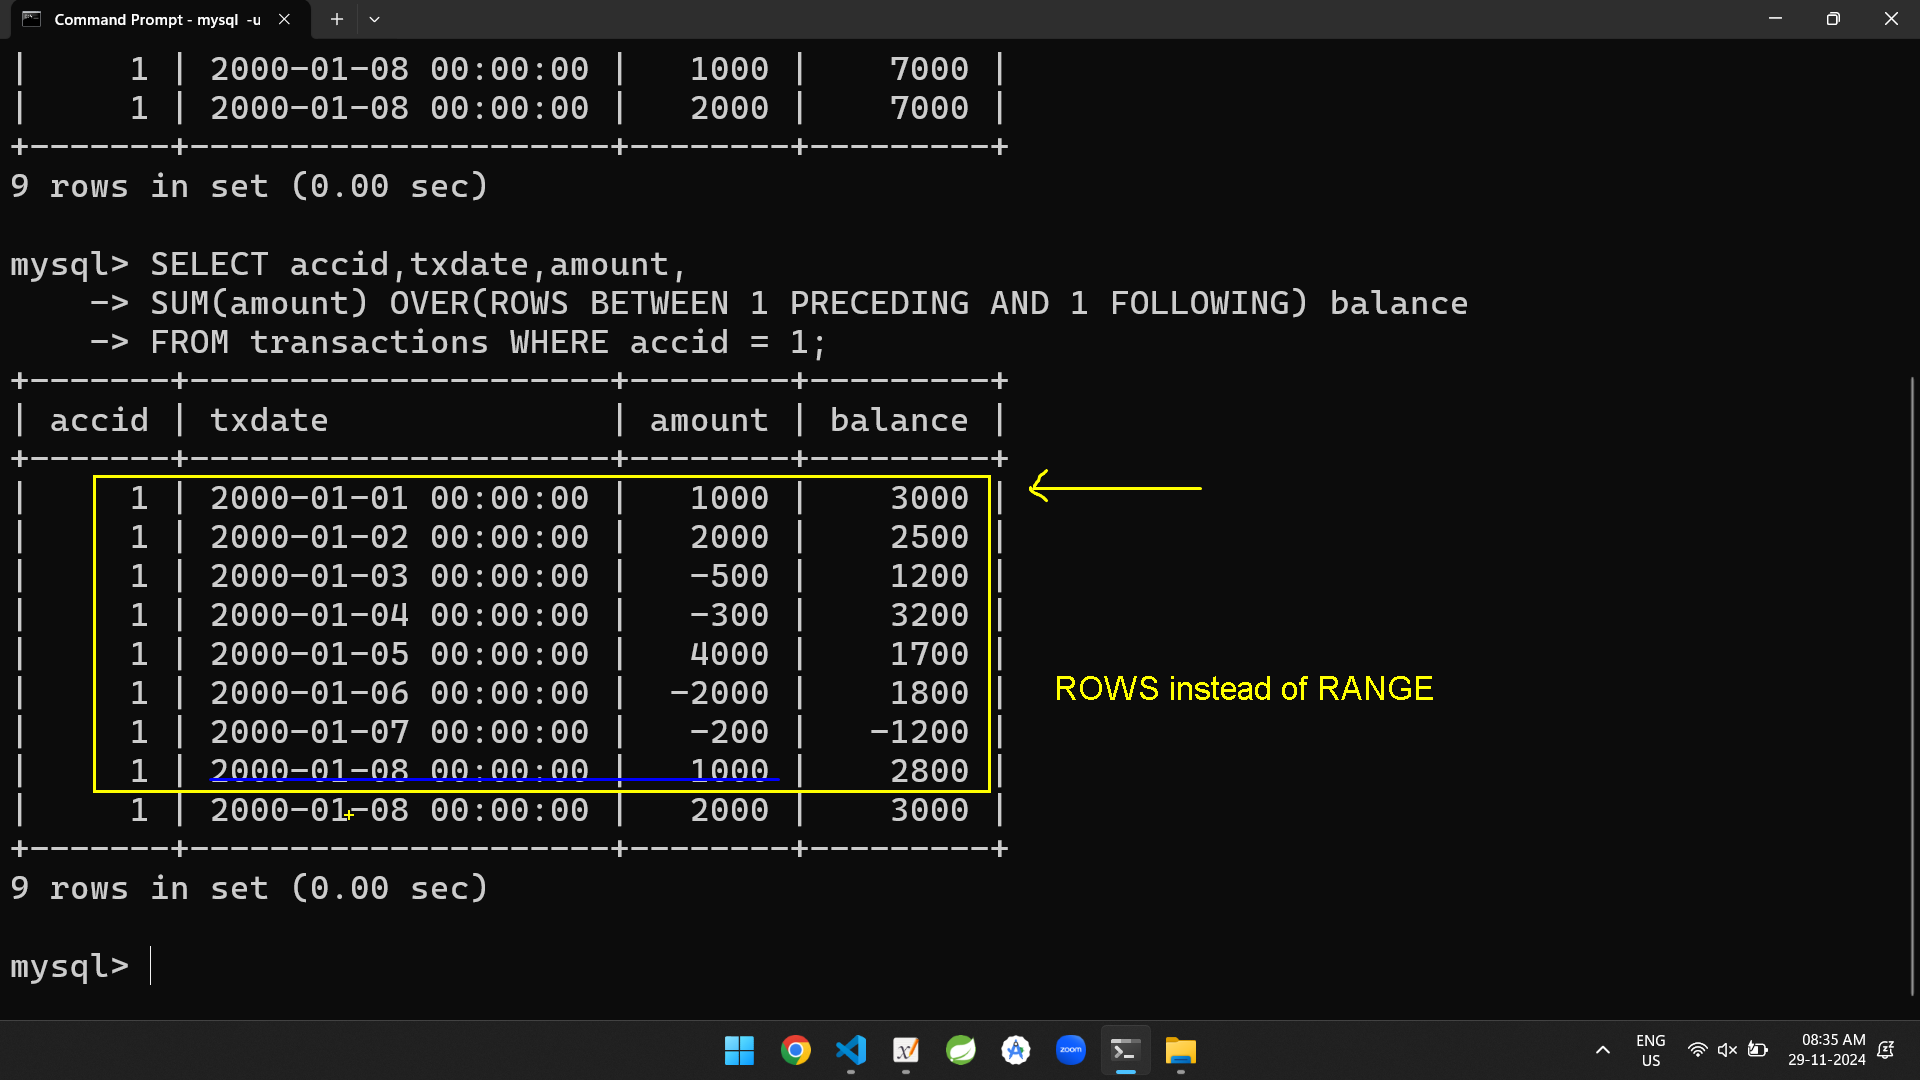 Command Prompt - mysql -u
|     1 | 2000-01-08 00:00:00 |   1000 |    7000 |
|     1 | 2000-01-08 00:00:00 |   2000 |    7000 |
+-------+---------------------+--------+---------+
9 rows in set (0.00 sec)
mysql> SELECT accid,txdate,amount,
    -> SUM(amount) OVER(ROWS BETWEEN 1 PRECEDING AND 1 FOLLOWING) balance
    -> FROM transactions WHERE accid = 1;
+-------+---------------------+--------+---------+
| accid | txdate              | amount | balance |
+-------+---------------------+--------+---------+
|     1 | 2000-01-01 00:00:00 |   1000 |    3000 |
|     1 | 2000-01-02 00:00:00 |   2000 |    2500 |
|     1 | 2000-01-03 00:00:00 |   -500 |    1200 |
|     1 | 2000-01-04 00:00:00 |   -300 |    3200 |
|     1 | 2000-01-05 00:00:00 |   4000 |    1700 |
|     1 | 2000-01-06 00:00:00 |  -2000 |    1800 |
|     1 | 2000-01-07 00:00:00 |   -200 |   -1200 |
|     1 | 2000-01-08 00:00:00 |   1000 |    2800 |
|     1 | 2000-01-08 00:00:00 |   2000 |    3000 |
+-------+---------------------+--------+---------+
ROWS instead of RANGE
9 rows in set (0.00 sec)
mysql>
zoom
ENG
US
08:35 AM
29-11-2024